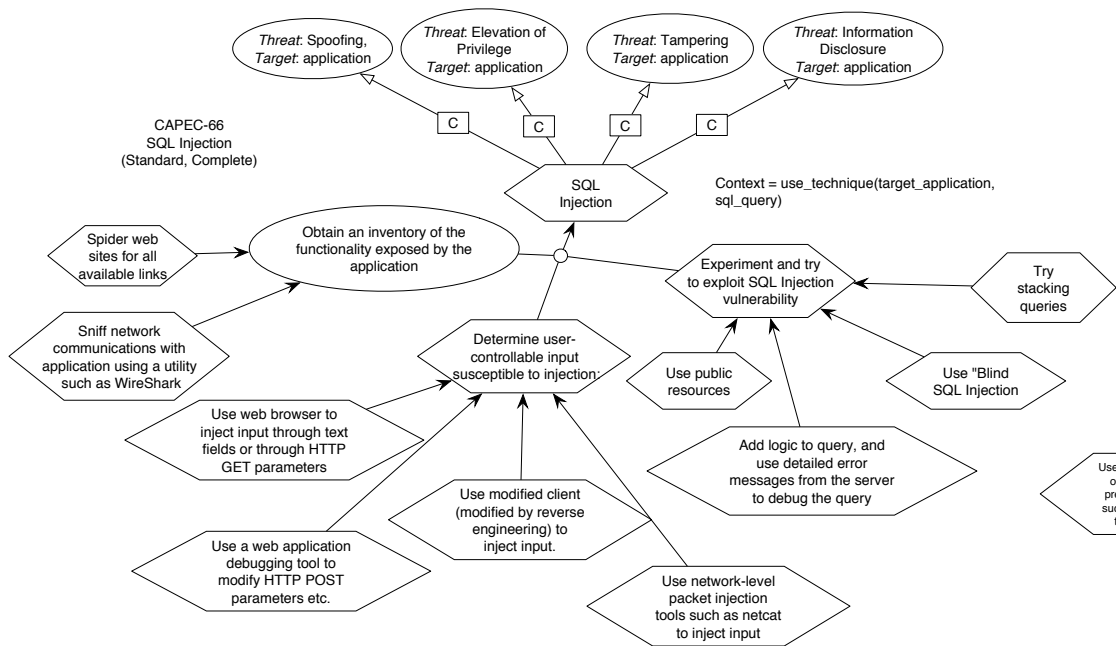 Threat: Spoofing,
Target: application
Threat: Elevation of
Privilege
Target: application
Threat: Tampering
Target: application
Threat: Information
Disclosure
Target: application
C
C
C
C
CAPEC-66
SQL Injection
(Standard, Complete)
SQL
Injection
Context = use_technique(target_application,
sql_query)
Spider web
sites for all
available links
Obtain an inventory of the
functionality exposed by the
application
Experiment and try
to exploit SQL Injection
vulnerability
Try
stacking
queries
Sniff network
communications with
application using a utility
such as WireShark
Determine user-
controllable input
susceptible to injection:
Use public
resources
Use "Blind
SQL Injection
Use web browser to
inject input through text
fields or through HTTP
GET parameters
Add logic to query, and
use detailed error
messages from the server
to debug the query
Use modified client
(modified by reverse
engineering) to
inject input.
Use a web application
debugging tool to
modify HTTP POST
parameters etc.
Use network-level
packet injection
tools such as netcat
to inject input
Use